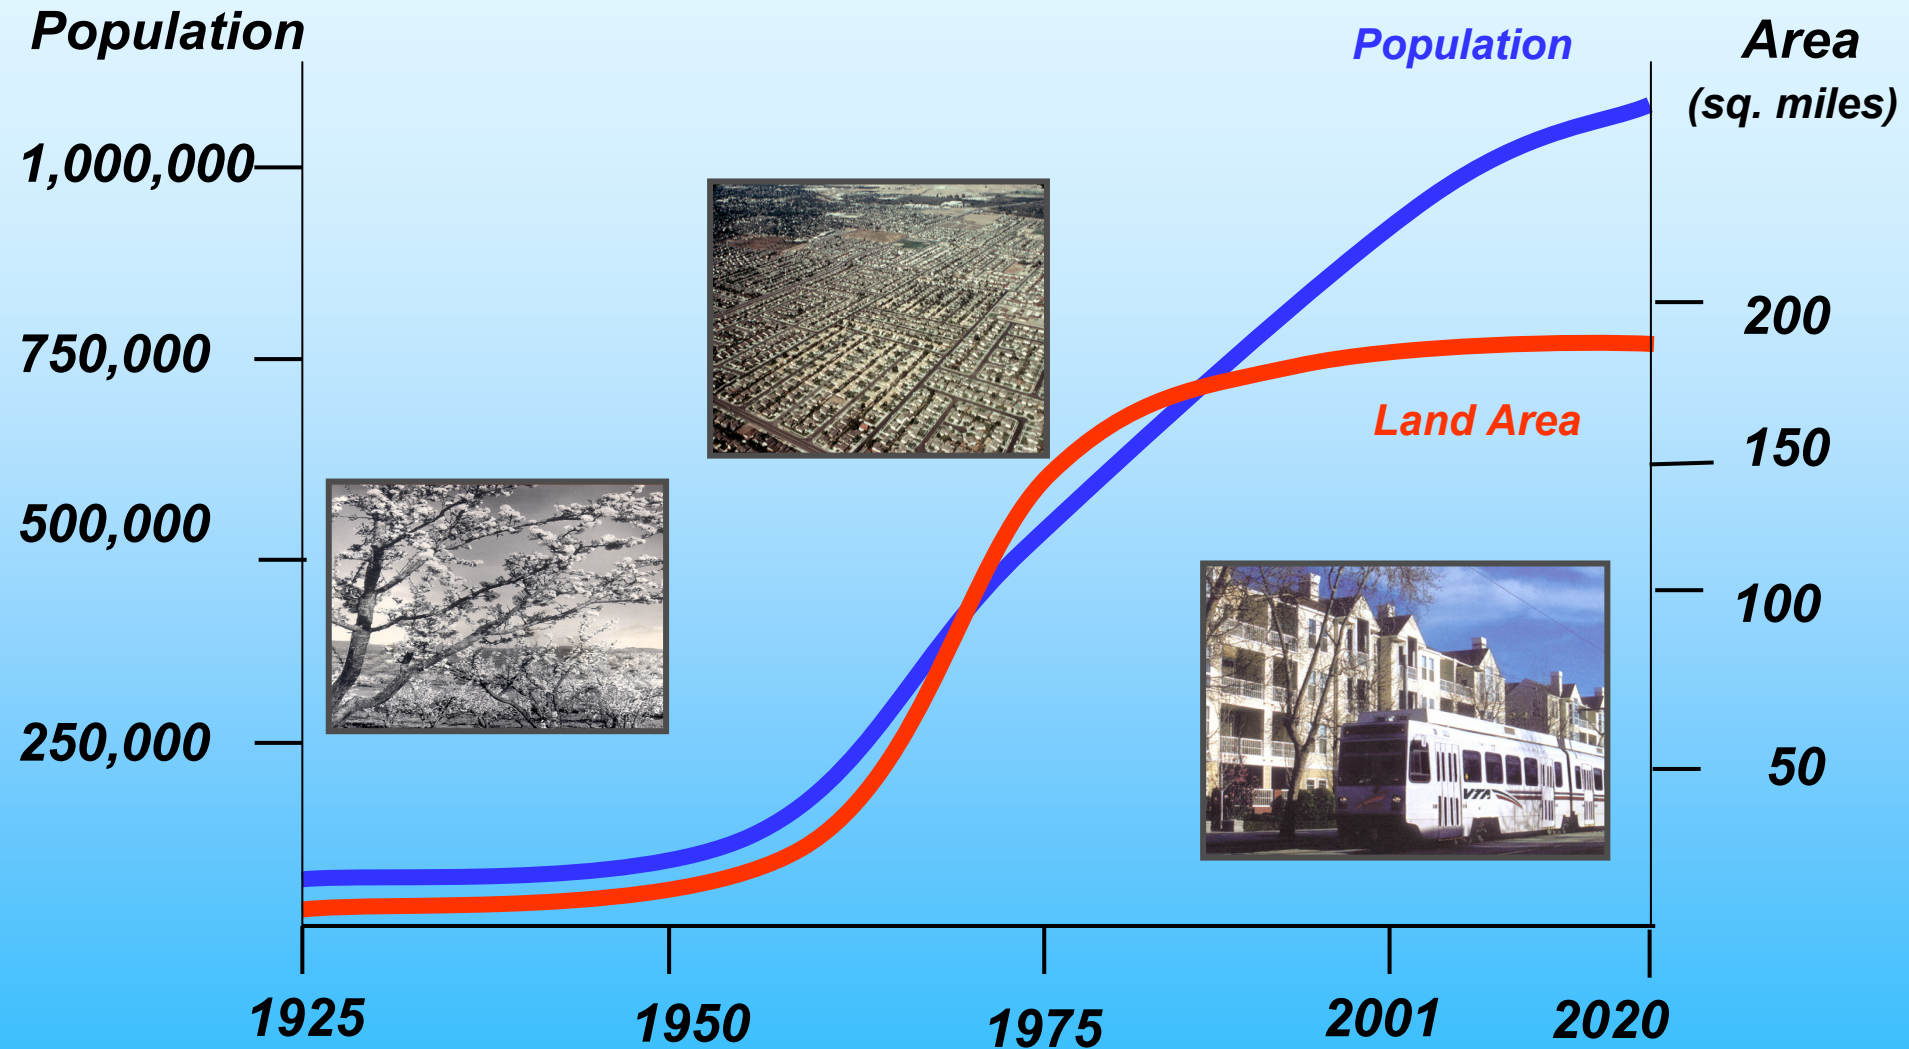 Population
Population
Area
(sq. miles)
1,000,000
200
750,000
Land Area
150
500,000
100
250,000
50
VTA
1925
1950
1975
2001
2020